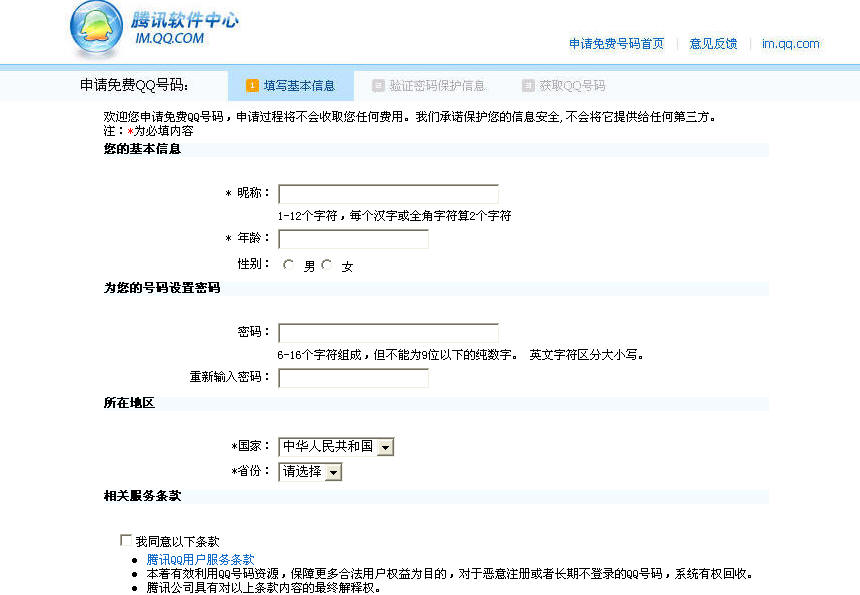 腾讯软件中心
IM.QQ.COM
申请免费号码首页 | 意见反馈 | im.qq.com
申请免费QQ号码： 1 填写基本信息 2 验证密码保护信息 3 获取QQ号码
欢迎您申请免费QQ号码，申请过程将不会收取您任何费用。我们承诺保护您的信息安全,不会将它提供给任何第三方。
注：*为必填内容
您的基本信息
* 昵称：
1-12个字符，每个汉字或全角字符算2个字符
* 年龄：
性别： 男 女
为您的号码设置密码
密码：
6-16个字符组成，但不能为9位以下的纯数字。 英文字符区分大小写。
重新输入密码：
所在地区
*国家： 中华人民共和国
*省份： 请选择
相关服务条款
我同意以下条款
● 腾讯QQ用户服务条款
● 本着有效利用QQ号码资源，保障更多合法用户权益为目的，对于恶意注册或者长期不登录的QQ号码，系统有权回收。
● 腾讯公司具有对以上条款内容的最终解释权。